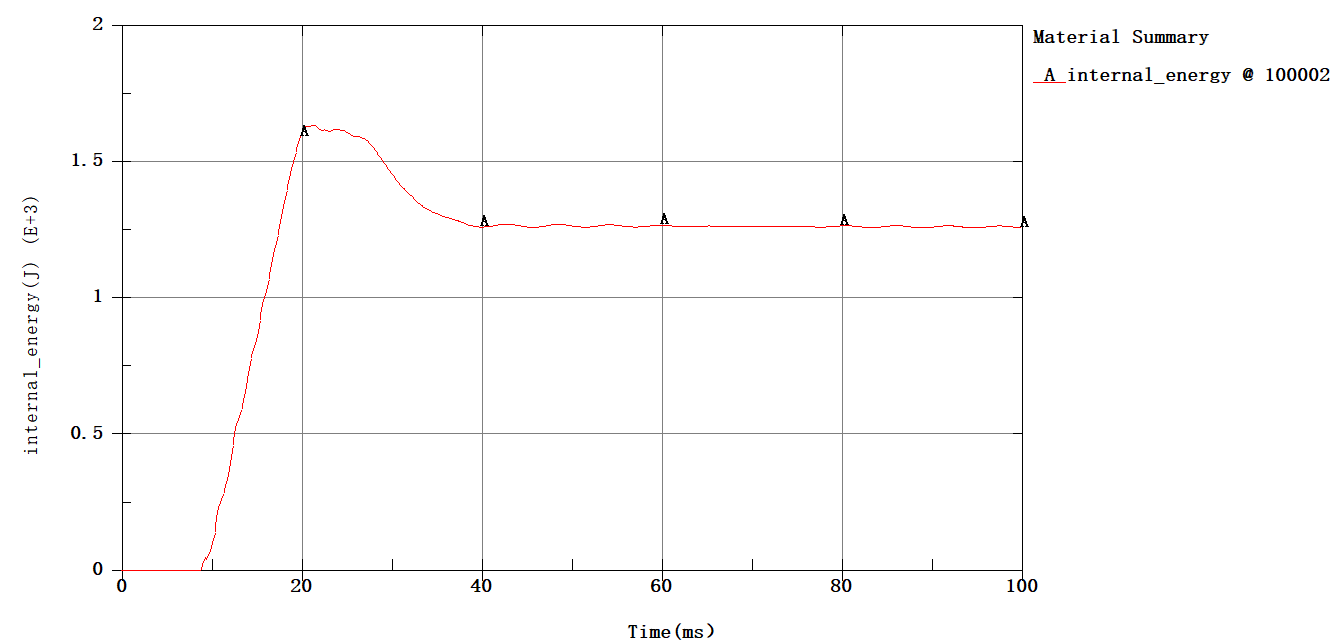 2
1.5
1
0.5
0
internal_energy(J) (E+3)
A
A
A
A
A
0
20
40
60
80
100
Time(ms)
Material Summary
A internal_energy @ 100002